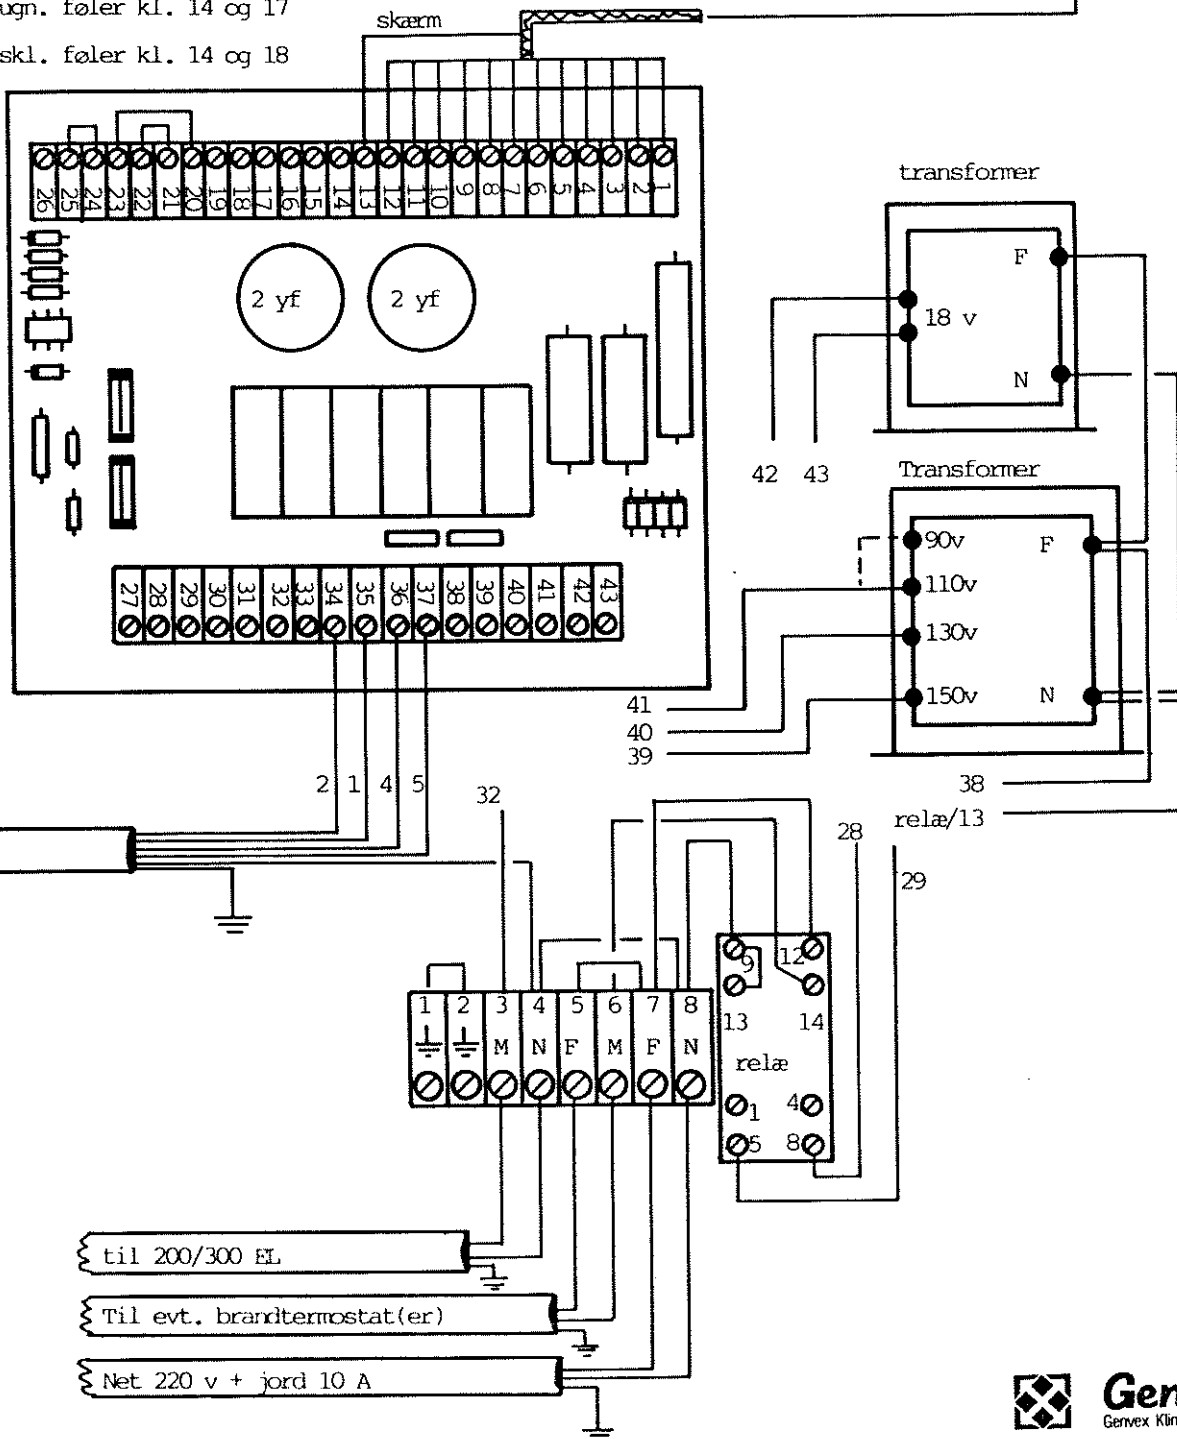 ugn. føler kl. 14 og 17
skl. føler kl. 14 og 18
skærm
26 25 24 23 22 21 20 19 18 17 16 15 14 13 12 11 10 9 8 7 6 5 4 3 2 1
2 yf 2 yf
27 28 29 30 31 32 33 34 35 36 37 38 39 40 41 42 43
transformer
F
18 v
N
42 43
Transformer
90v F
110v
130v
150v N
41
40
39
38
relæ/13
2 1 4 5
32
28
29
1 2 3 4 5 6 7 8
M N F M F N
9 12
13 14
relæ
1 4
5 8
til 200/300 EL
Til evt. brandtermostat(er)
Net 220 v + jord 10 A
Gen
Genvex Klin